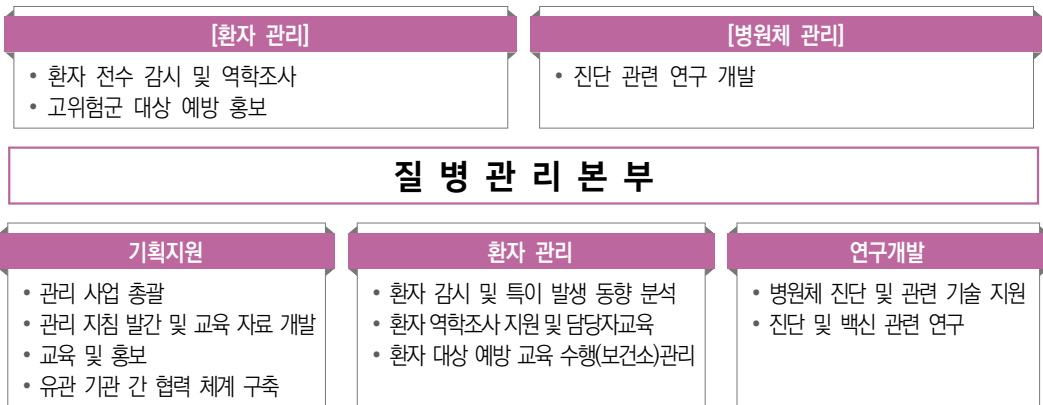 [환자 관리]
• 환자 전수 감시 및 역학조사
• 고위험군 대상 예방 홍보
[병원체 관리]
• 진단 관련 연구 개발
질병관리본부
기획지원
• 관리 사업 총괄
• 관리 지침 발간 및 교육 자료 개발
• 교육 및 홍보
• 유관 기관 간 협력 체계 구축
환자 관리
• 환자 감시 및 특이 발생 동향 분석
• 환자 역학조사 지원 및 담당자교육
• 환자 대상 예방 교육 수행(보건소)관리
연구개발
• 병원체 진단 및 관련 기술 지원
• 진단 및 백신 관련 연구